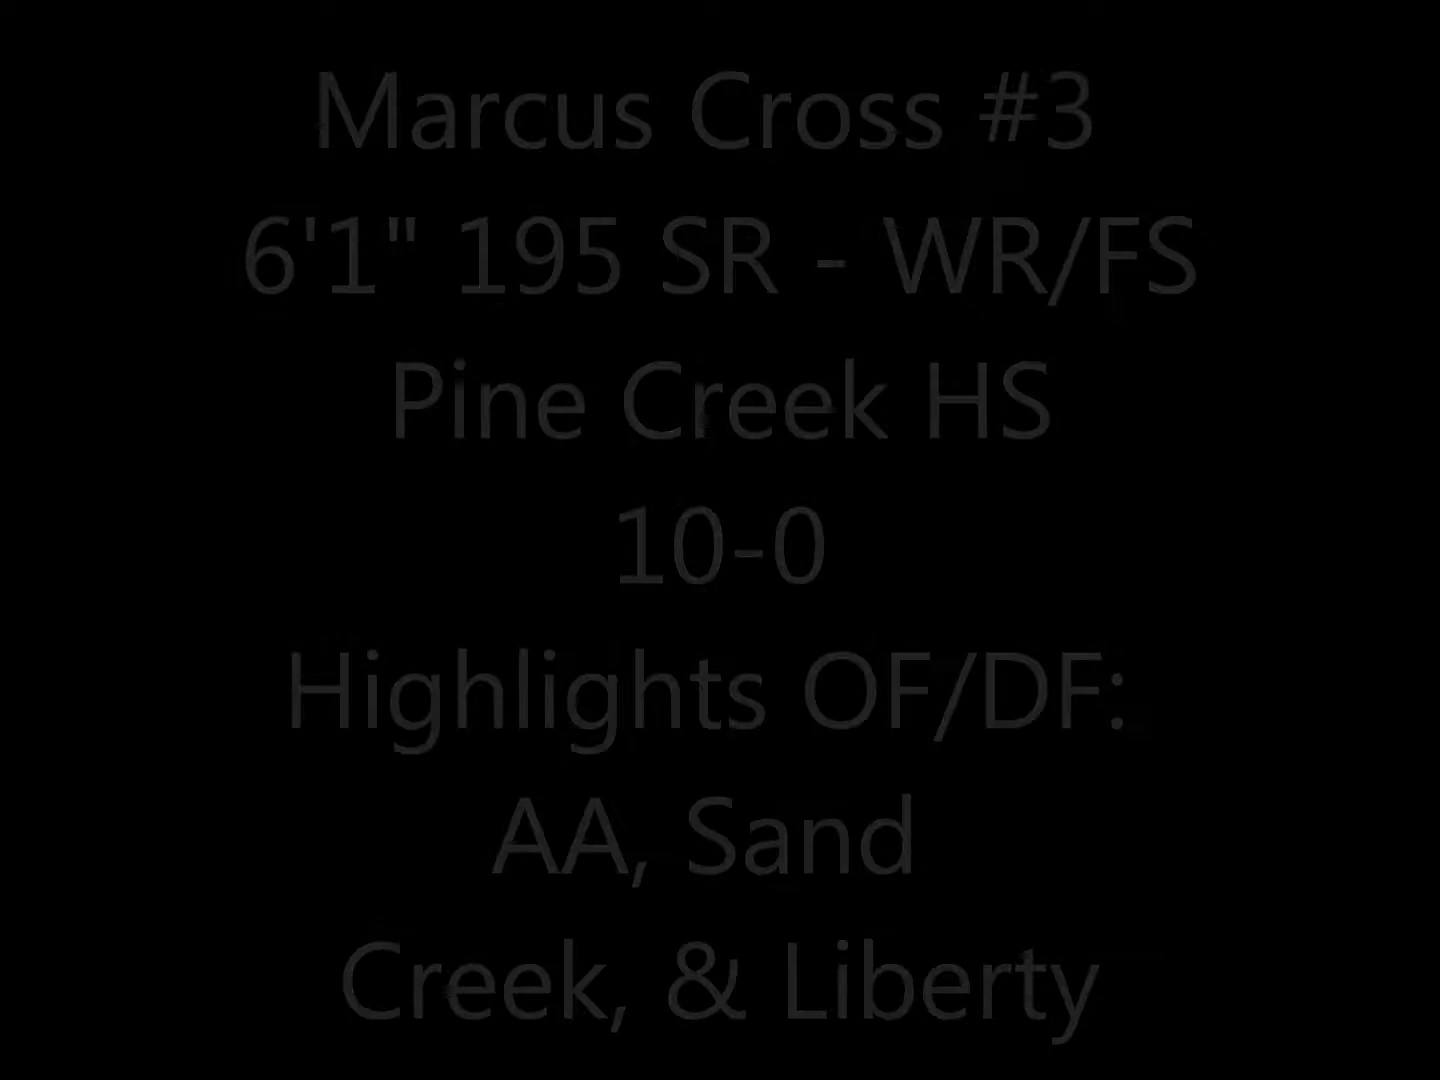 Marcus Cross #3
6'1" 195 SR - WR/FS
Pine Creek HS
10-0
Highlights OF/DF:
AA, Sand
Creek, & Liberty